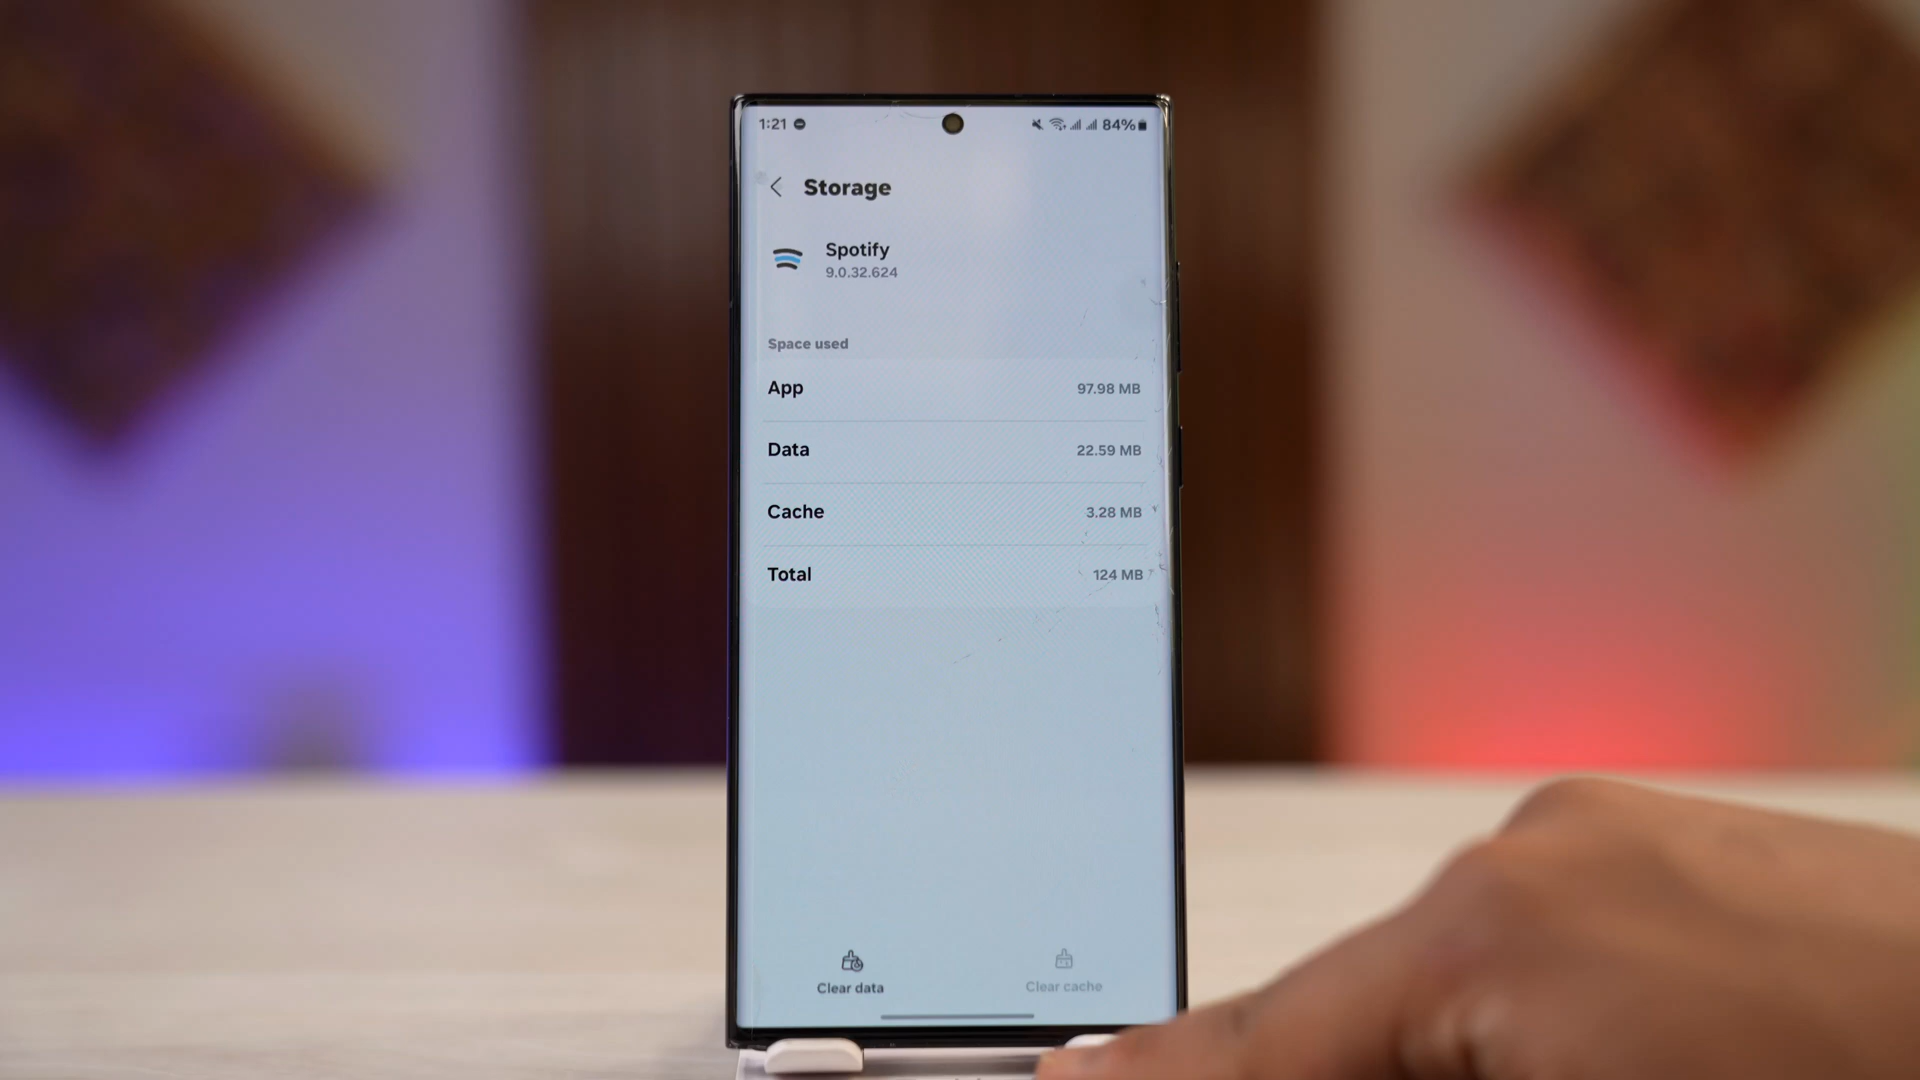 1:21 84%
Storage
Spotify
9.0.32.624
Space used
App 97.98 MB
Data 22.59 MB
Cache 3.28 MB
Total 124 MB
Clear data Clear cache